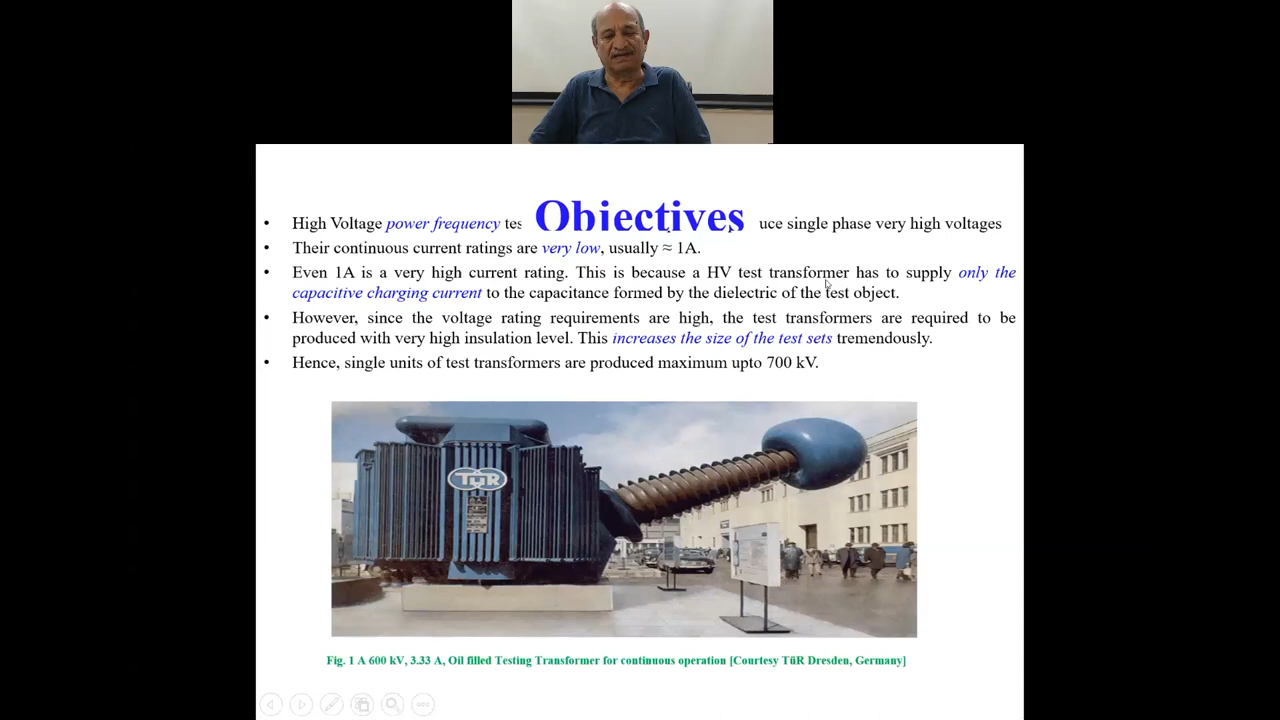 Objectives
• High Voltage power frequency tes uce single phase very high voltages
• Their continuous current ratings are very low, usually ≈ 1A.
• Even 1A is a very high current rating. This is because a HV test transformer has to supply only the
capacitive charging current to the capacitance formed by the dielectric of the test object.
• However, since the voltage rating requirements are high, the test transformers are required to be
produced with very high insulation level. This increases the size of the test sets tremendously.
• Hence, single units of test transformers are produced maximum upto 700 kV.
TüR
Fig. 1 A 600 kV, 3.33 A, Oil filled Testing Transformer for continuous operation [Courtesy TüR Dresden, Germany]